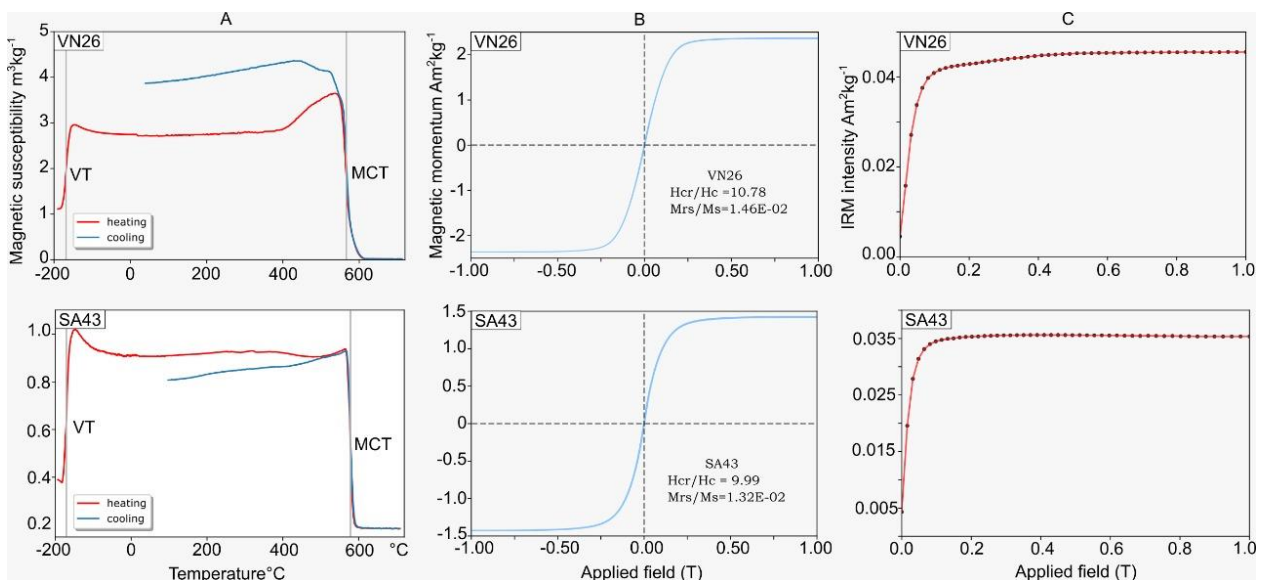 A
B
C
VN26
Magnetic susceptibility m³kg⁻¹
5
4
3
2
1
0
VT
MCT
heating
cooling
-200
0
200
400
600
VN26
Magnetic momentum Am²kg⁻¹
2
1
0
-1
-2
VN26
Hcr/Hc =10.78
Mrs/Ms=1.46E-02
-1.00
-0.50
0.00
0.50
1.00
VN26
IRM intensity Am²kg⁻¹
0.04
0.04
0.00
0.0
0.2
0.4
0.6
0.8
1.0
SA43
1.0
0.8
0.6
0.4
0.2
VT
MCT
heating
cooling
-200
0
200
400
600
°C
Temperature°C
SA43
1.5
1.0
0.5
0
-0.5
-1.0
-1.5
SA43
Hcr/Hc = 9.99
Mrs/Ms=1.32E-02
-1.00
-0.50
0.00
0.50
1.00
Applied field (T)
SA43
0.035
0.025
0.035
0.005
0.0
0.2
0.4
0.6
0.8
1.0
Applied field (T)